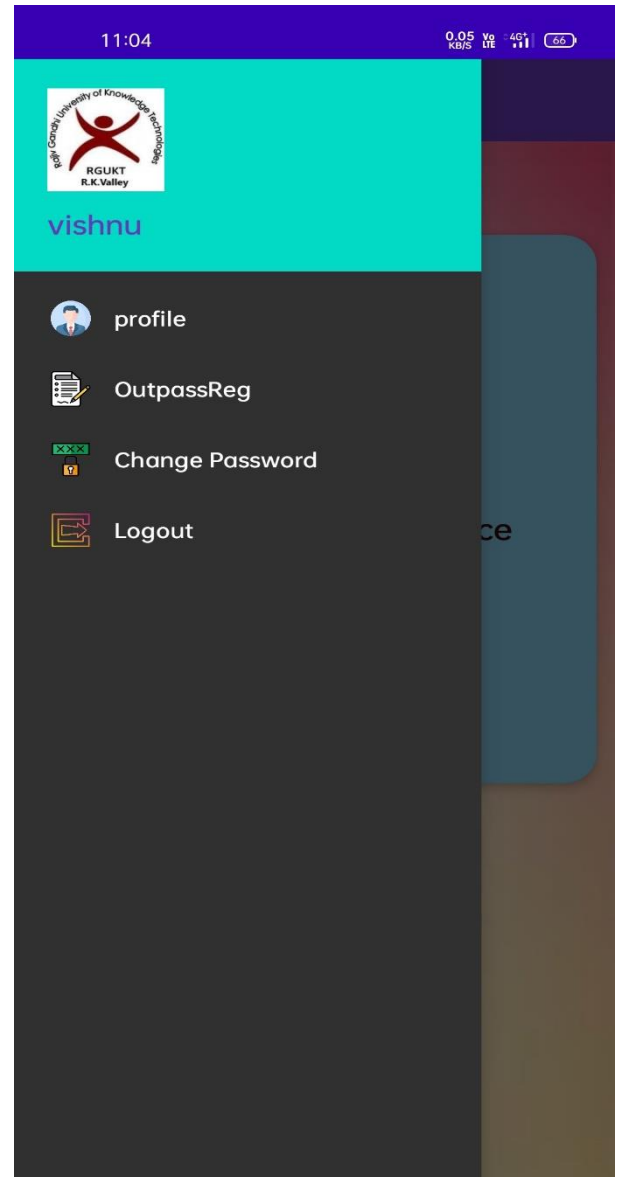 11:04
0.05 KB/S Vo LTE 4G+ 66
Rajiv Gandhi University of Knowledge Technologies
RGUKT
R.K.Valley
vishnu
profile
OutpassReg
XXX
Change Password
Logout
ce